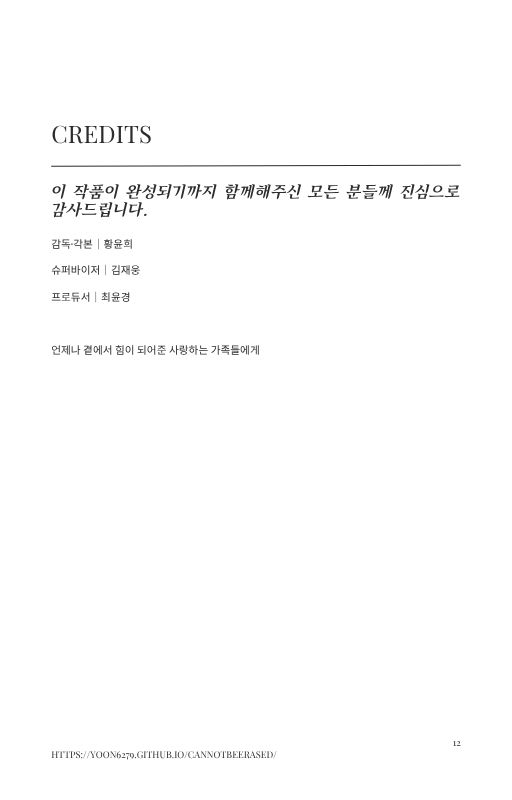 CREDITS
이 작품이 완성되기까지 함께해주신 모든 분들께 진심으로
감사드립니다.
감독·각본 | 황윤희
슈퍼바이저 | 김재웅
프로듀서 | 최윤경
언제나 곁에서 힘이 되어준 사랑하는 가족들에게
12
HTTPS://YOON6279.GITHUB.IO/CANNOTBEERASED/